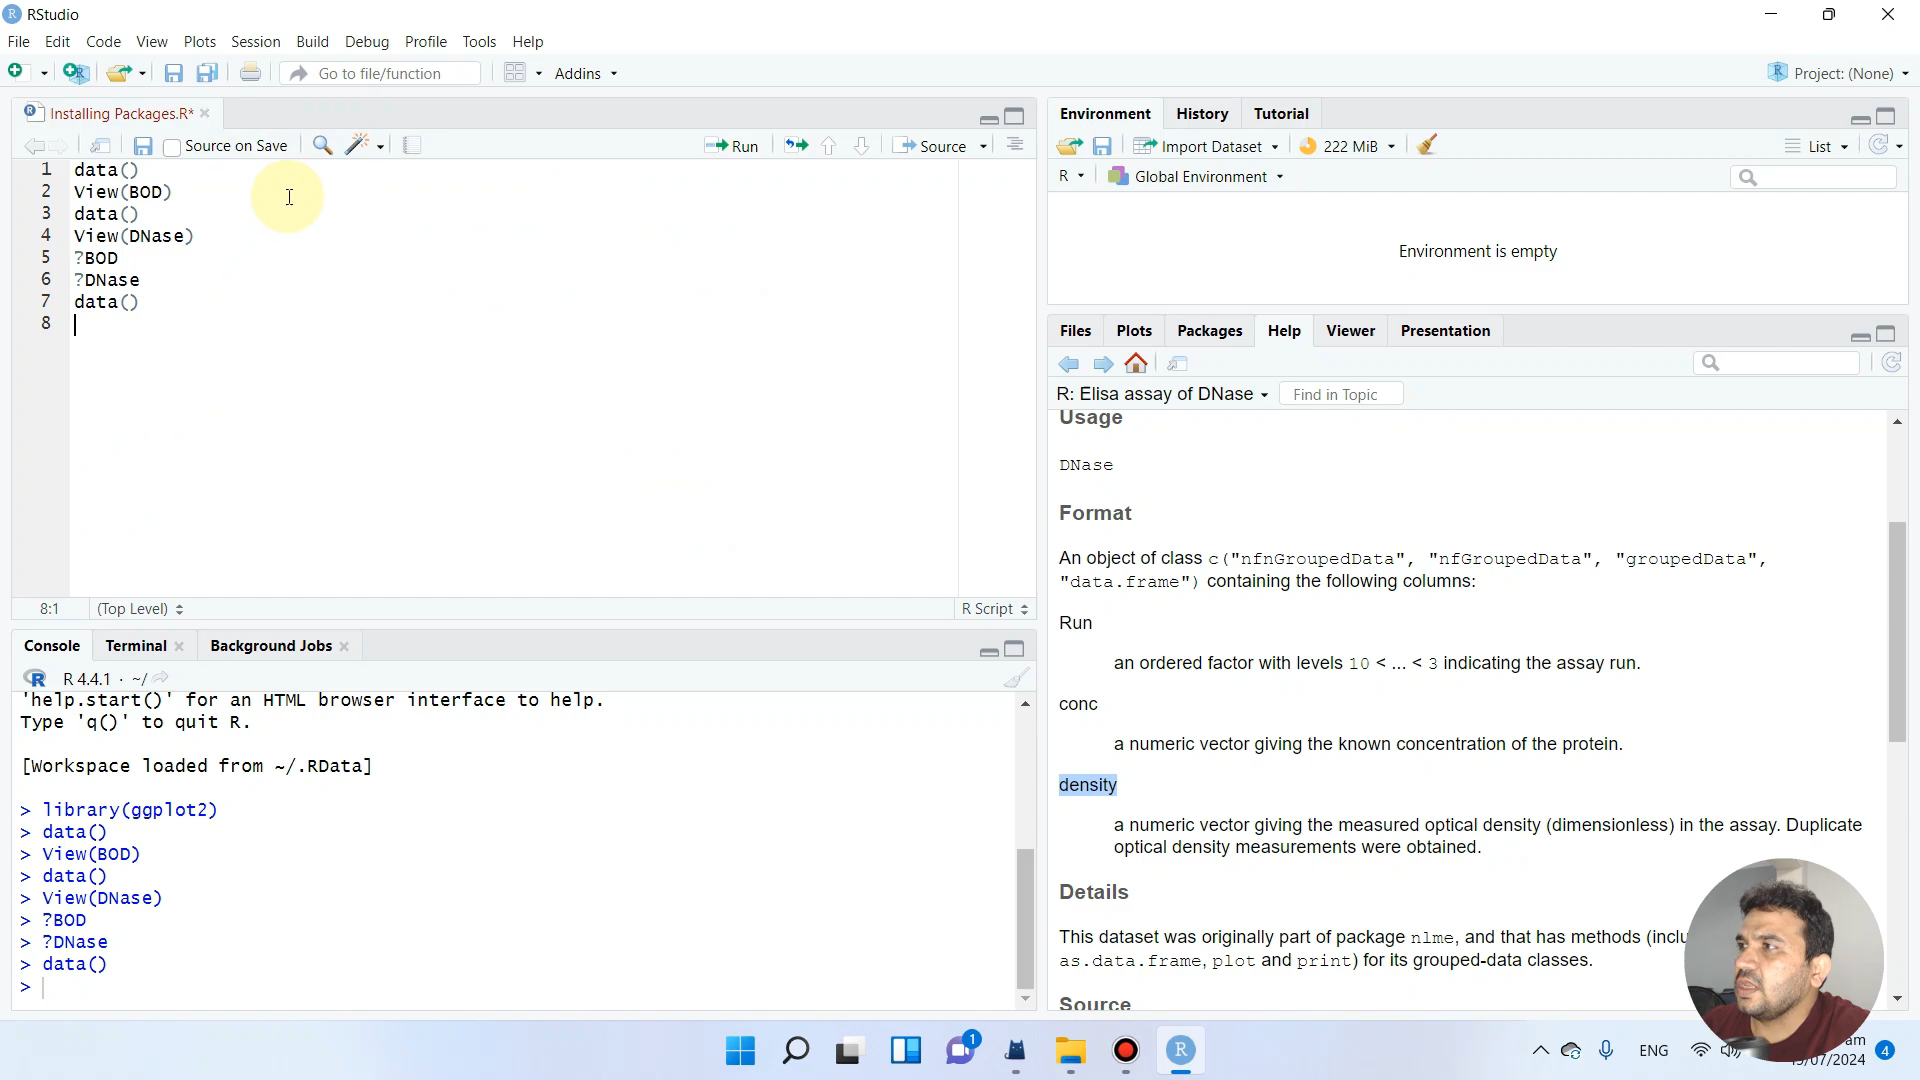 RStudio
File Edit Code View Plots Session Build Debug Profile Tools Help
Go to file/function Addins Project: (None)
Installing Packages.R*
Source on Save Run Source
1 data()
2 View(BOD)
3 data()
4 View(DNase)
5 ?BOD
6 ?DNase
7 data()
8
8:1 (Top Level) R Script
Console Terminal Background Jobs
R 4.4.1 · ~/
'help.start()' for an HTML browser interface to help.
Type 'q()' to quit R.
[Workspace loaded from ~/.RData]
> library(ggplot2)
> data()
> View(BOD)
> data()
> View(DNase)
> ?BOD
> ?DNase
> data()
>
Environment History Tutorial
Import Dataset 222 MiB List
R Global Environment
Environment is empty
Files Plots Packages Help Viewer Presentation
R: Elisa assay of DNase Find in Topic
Usage
DNase
Format
An object of class c("nfnGroupedData", "nfGroupedData", "groupedData",
"data.frame") containing the following columns:
Run
an ordered factor with levels 10 < ... < 3 indicating the assay run.
conc
a numeric vector giving the known concentration of the protein.
density
a numeric vector giving the measured optical density (dimensionless) in the assay. Duplicate
optical density measurements were obtained.
Details
This dataset was originally part of package nlme, and that has methods (inclu
as.data.frame, plot and print) for its grouped-data classes.
Source
1 ENG am
/07/2024 4